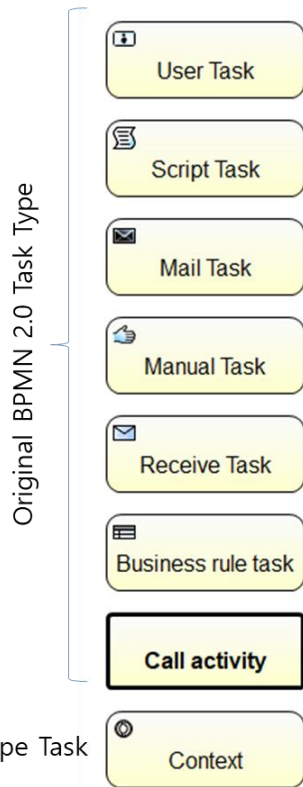 Original BPMN 2.0 Task Type
User Task
Script Task
Mail Task
Manual Task
Receive Task
Business rule task
Call activity
pe Task
Context